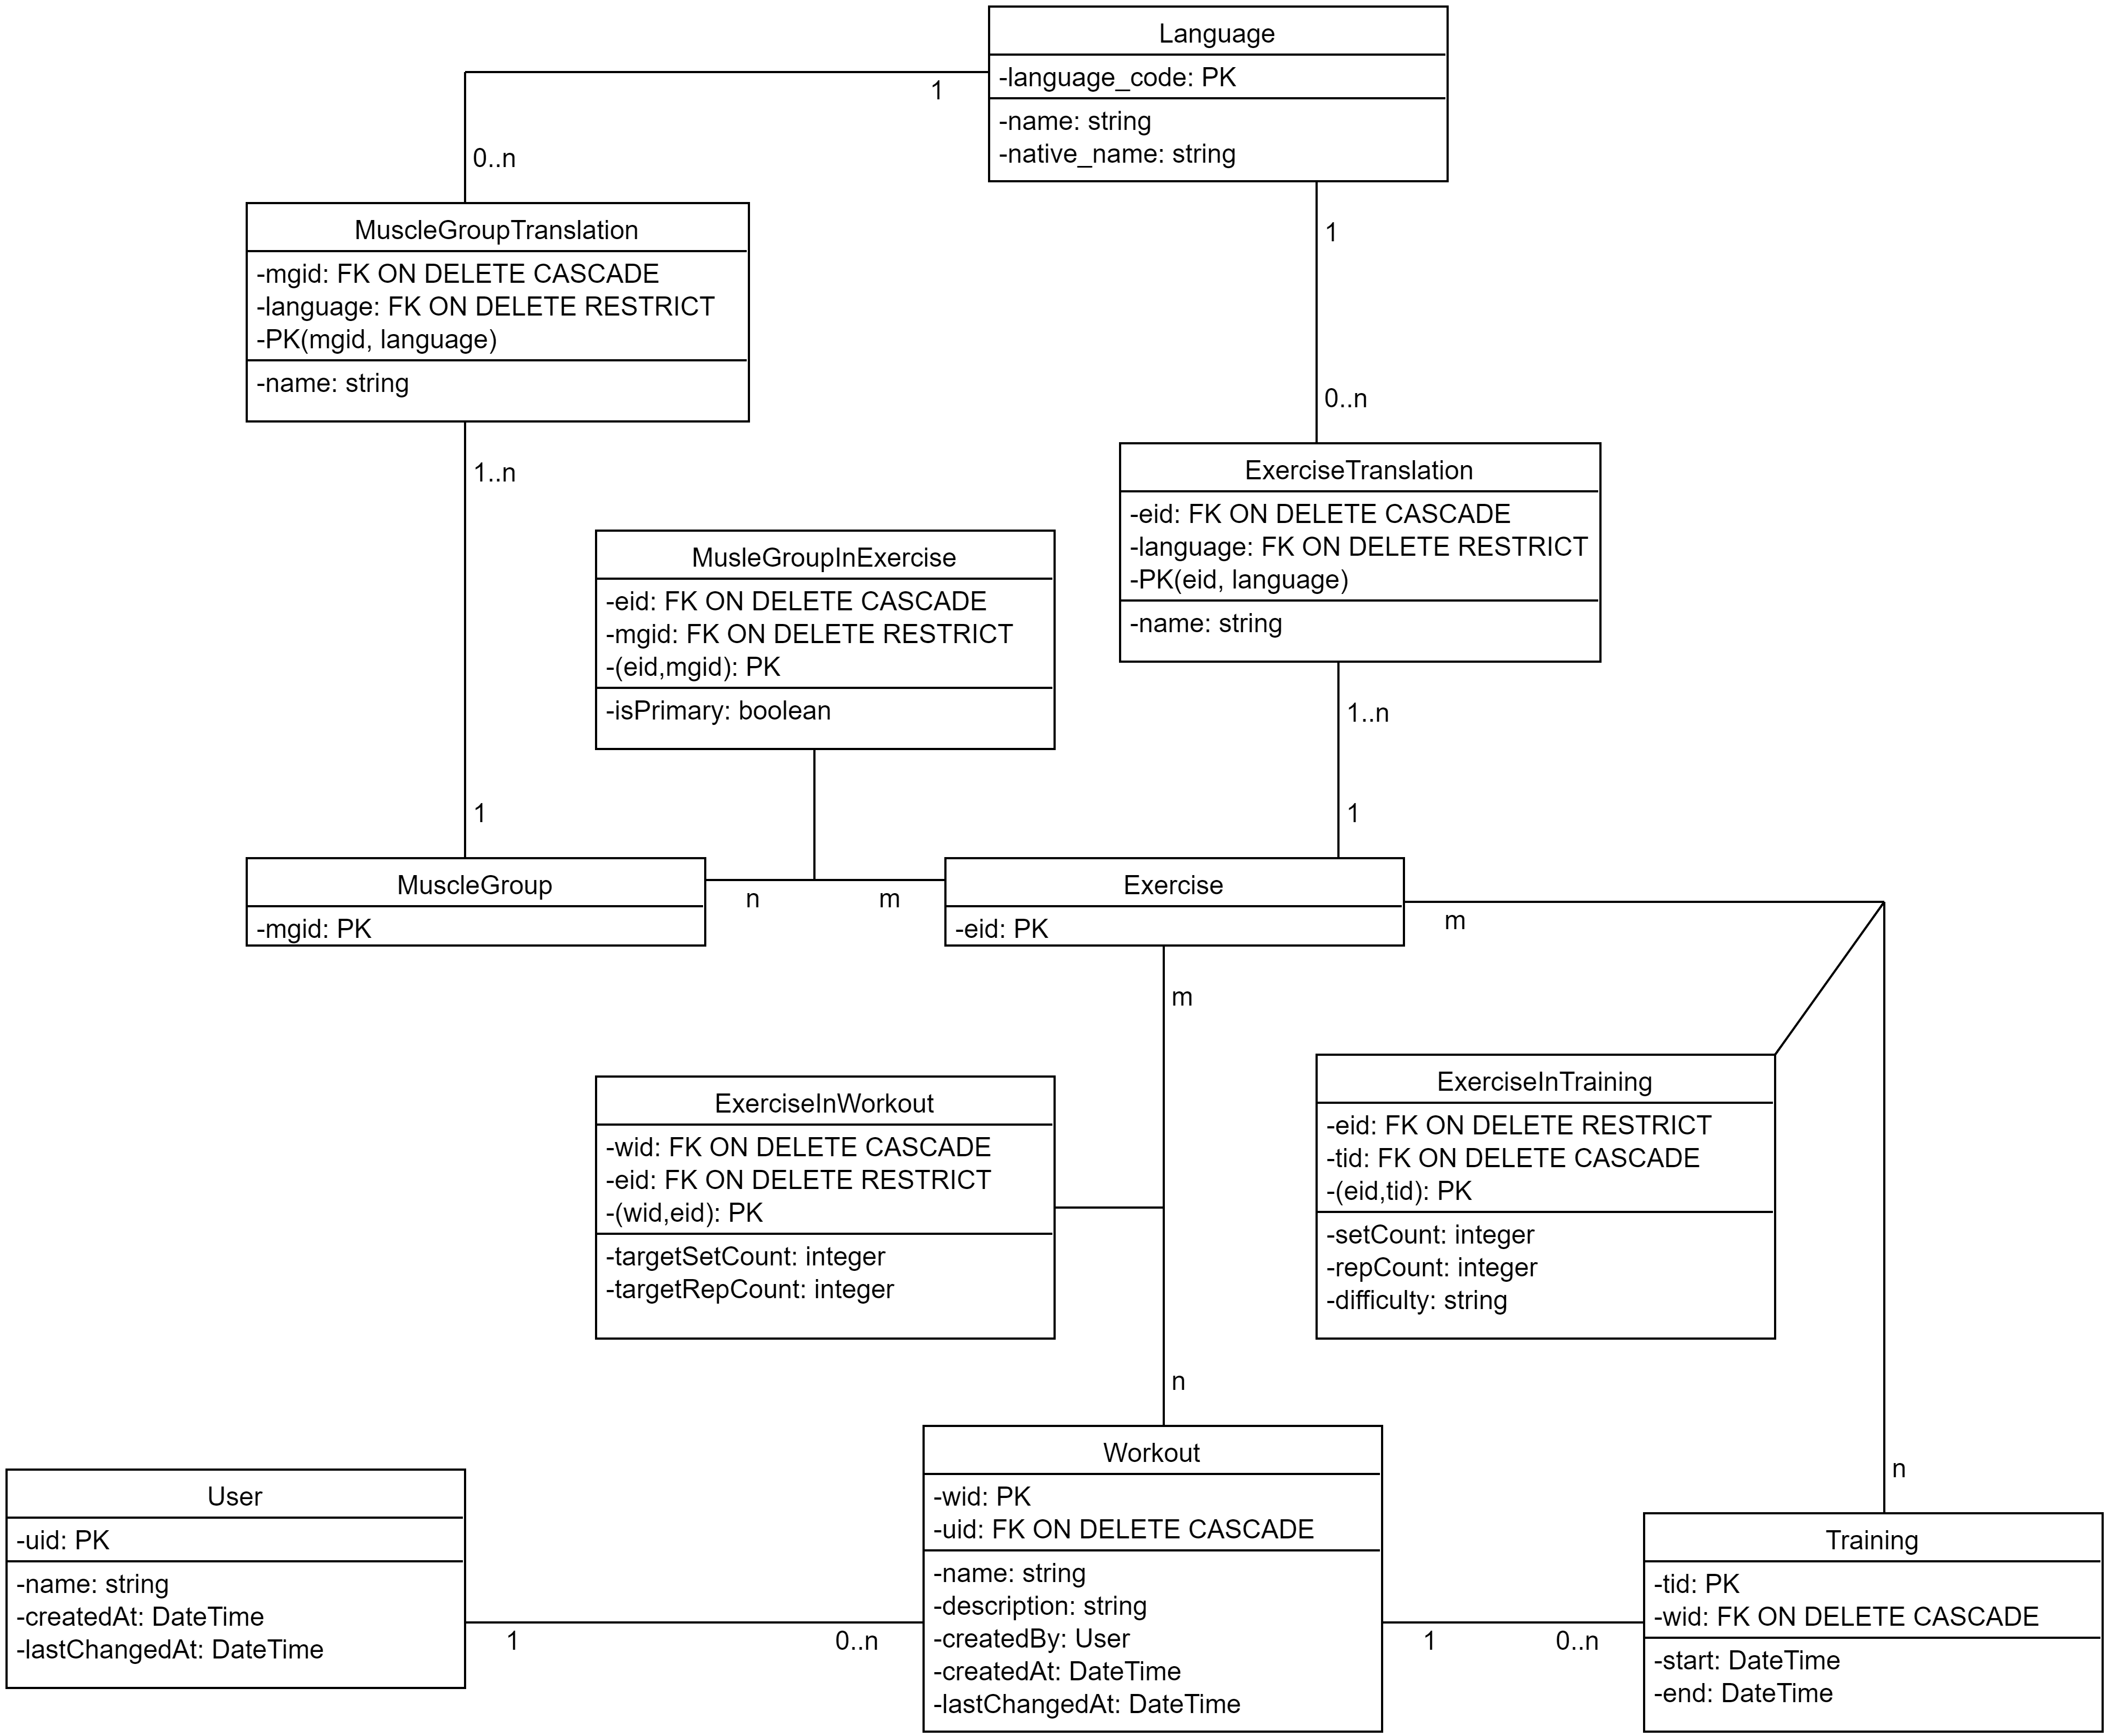 Language
-language_code: PK
-name: string
-native_name: string
1
0..n
1
0..n
MuscleGroupTranslation
-mgid: FK ON DELETE CASCADE
-language: FK ON DELETE RESTRICT
-PK(mgid, language)
-name: string
1..n
1
ExerciseTranslation
-eid: FK ON DELETE CASCADE
-language: FK ON DELETE RESTRICT
-PK(eid, language)
-name: string
1..n
1
MusleGroupInExercise
-eid: FK ON DELETE CASCADE
-mgid: FK ON DELETE RESTRICT
-(eid,mgid): PK
-isPrimary: boolean
MuscleGroup
-mgid: PK
n
m
Exercise
-eid: PK
m
m
ExerciseInWorkout
-wid: FK ON DELETE CASCADE
-eid: FK ON DELETE RESTRICT
-(wid,eid): PK
-targetSetCount: integer
-targetRepCount: integer
ExerciseInTraining
-eid: FK ON DELETE RESTRICT
-tid: FK ON DELETE CASCADE
-(eid,tid): PK
-setCount: integer
-repCount: integer
-difficulty: string
n
n
User
-uid: PK
-name: string
-createdAt: DateTime
-lastChangedAt: DateTime
1
0..n
Workout
-wid: PK
-uid: FK ON DELETE CASCADE
-name: string
-description: string
-createdBy: User
-createdAt: DateTime
-lastChangedAt: DateTime
1
0..n
Training
-tid: PK
-wid: FK ON DELETE CASCADE
-start: DateTime
-end: DateTime